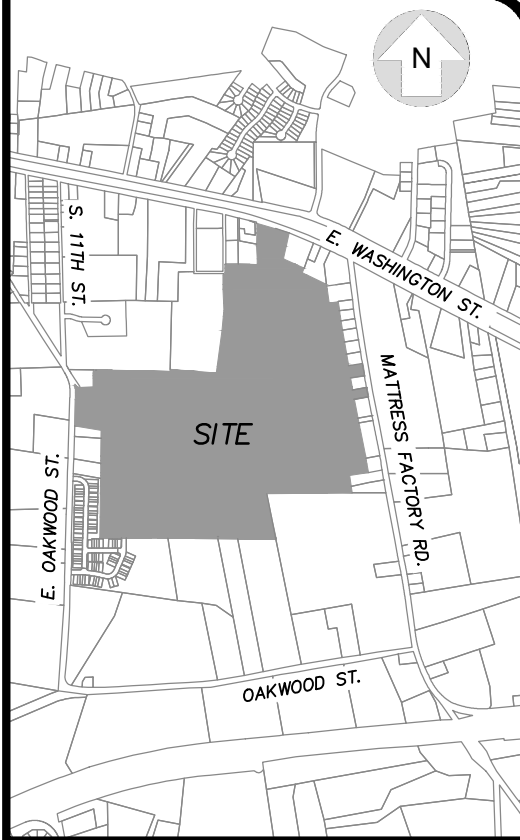 N
S. 11TH ST.
E. WASHINGTON ST.
MATTRESS FACTORY RD.
SITE
E. OAKWOOD ST.
OAKWOOD ST.